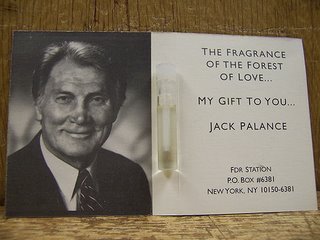 THE FRAGRANCE
OF THE FOREST
OF LOVE...
MY GIFT TO YOU...
JACK PALANCE
FDR STATION
P.O. BOX #6381
NEW YORK, NY 10150-6381